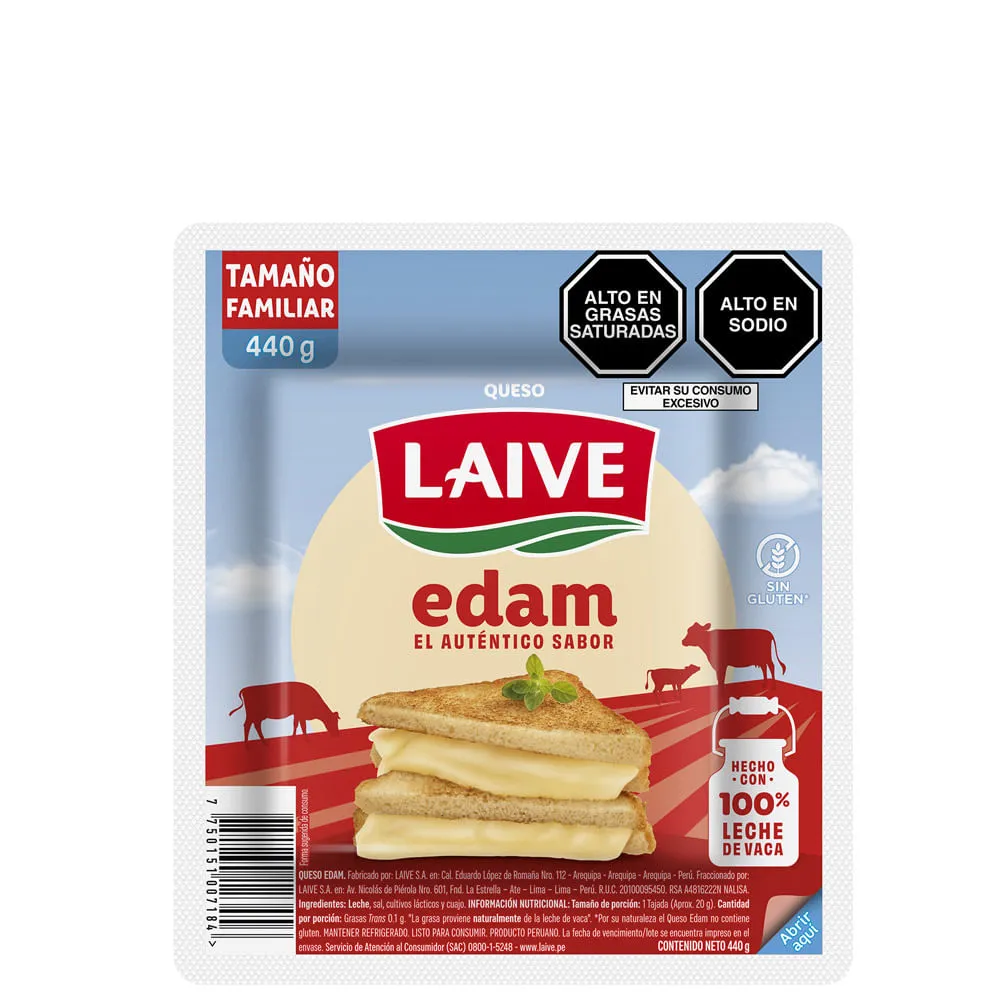 TAMAÑO
FAMILIAR
440 g
ALTO EN
GRASAS
SATURADAS
ALTO EN
SODIO
EVITAR SU CONSUMO
EXCESIVO
QUESO
LAIVE
edam
EL AUTÉNTICO SABOR
SIN
GLUTEN*
HECHO
· CON ·
100%
LECHE
DE VACA
Forma sugerida de consumo.
7 750151 007184 >
QUESO EDAM. Fabricado por: LAIVE S.A. en: Cal. Eduardo López de Romaña Nro. 112 - Arequipa - Arequipa - Arequipa - Perú. Fraccionado por:
LAIVE S.A. en: Av. Nicolás de Piérola Nro. 601, Fnd. La Estrella – Ate – Lima – Lima – Perú. R.U.C. 20100095450. RSA A4816222N NALISA.
Ingredientes: Leche, sal, cultivos lácticos y cuajo. INFORMACIÓN NUTRICIONAL: Tamaño de porción: 1 Tajada (Aprox. 20 g). Cantidad
por porción: Grasas Trans 0.1 g. "La grasa proviene naturalmente de la leche de vaca". *Por su naturaleza el Queso Edam no contiene
gluten. MANTENER REFRIGERADO. LISTO PARA CONSUMIR. PRODUCTO PERUANO. La fecha de vencimiento/lote se encuentra impreso en el
envase. Servicio de Atención al Consumidor (SAC) 0800-1-5248 - www.laive.pe
CONTENIDO NETO 440 g
Abrir
aquí